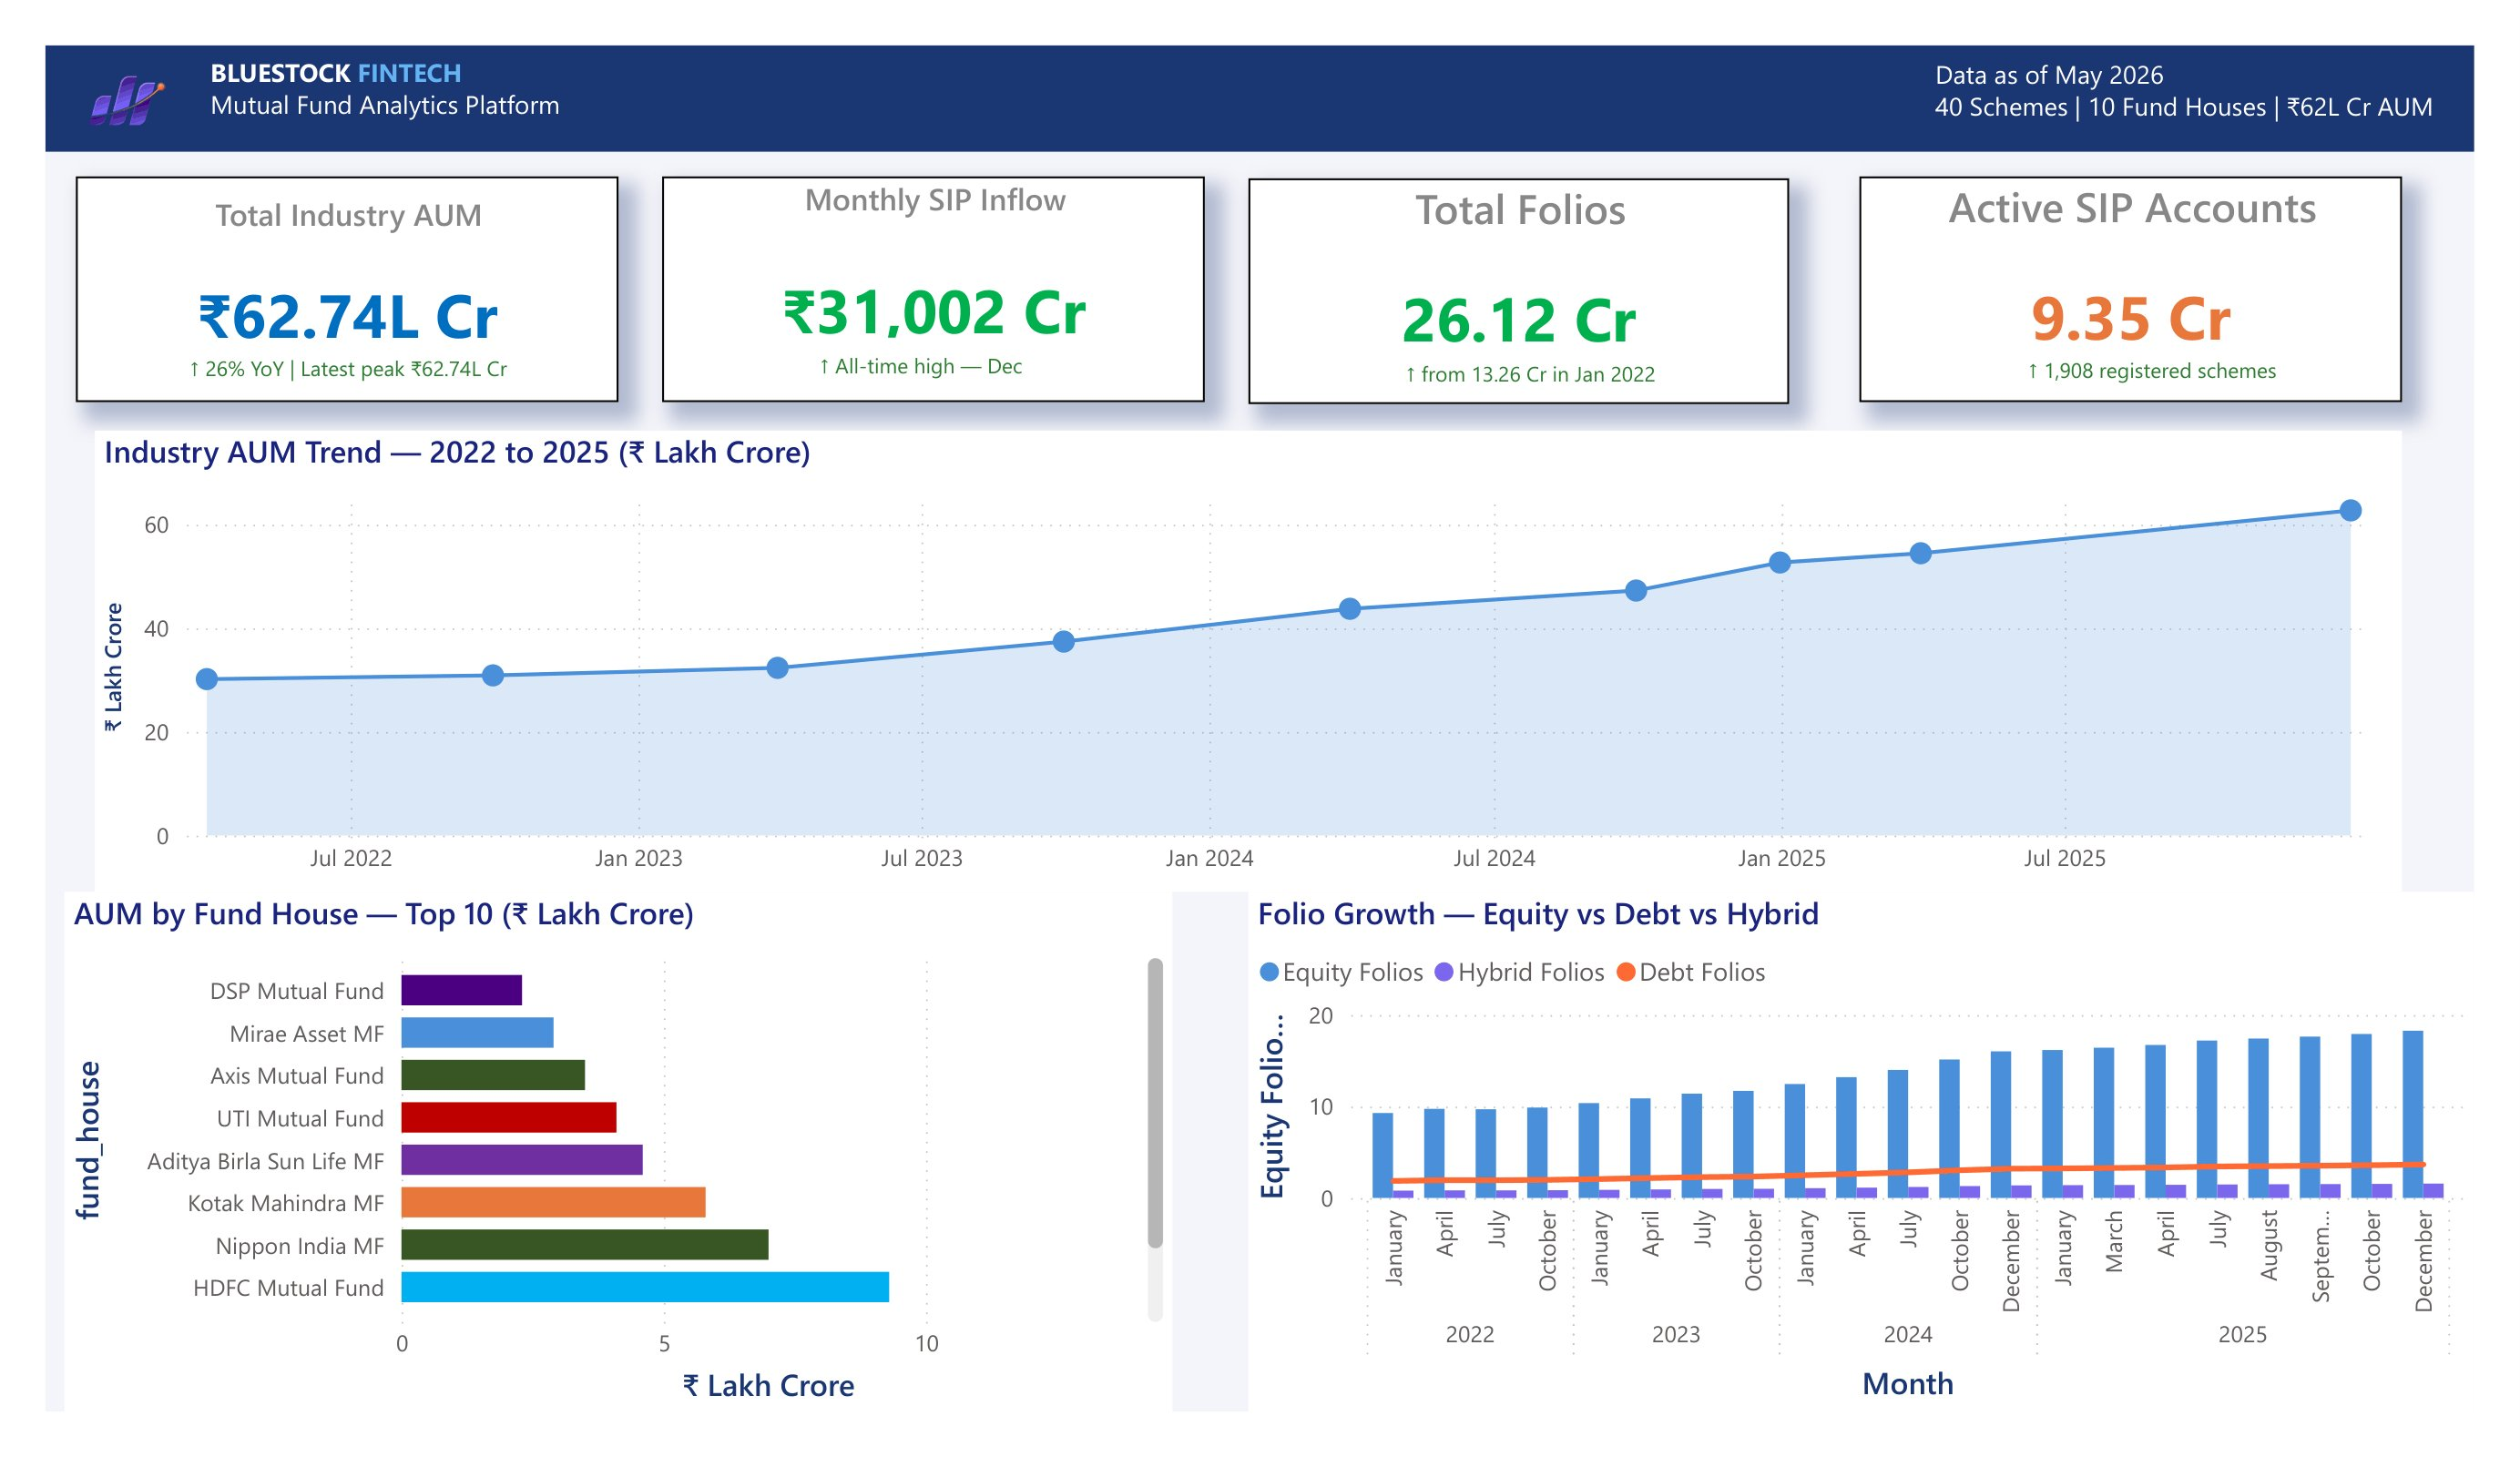 BLUESTOCK FINTECH
Mutual Fund Analytics Platform
Data as of May 2026
40 Schemes | 10 Fund Houses | ₹62L Cr AUM
Total Industry AUM
₹62.74L Cr
↑ 26% YoY | Latest peak ₹62.74L Cr
Monthly SIP Inflow
₹31,002 Cr
↑ All-time high — Dec
Total Folios
26.12 Cr
↑ from 13.26 Cr in Jan 2022
Active SIP Accounts
9.35 Cr
↑ 1,908 registered schemes
Industry AUM Trend — 2022 to 2025 (₹ Lakh Crore)
₹ Lakh Crore
60
40
20
0
Jul 2022 Jan 2023 Jul 2023 Jan 2024 Jul 2024 Jan 2025 Jul 2025
AUM by Fund House — Top 10 (₹ Lakh Crore)
fund_house
DSP Mutual Fund
Mirae Asset MF
Axis Mutual Fund
UTI Mutual Fund
Aditya Birla Sun Life MF
Kotak Mahindra MF
Nippon India MF
HDFC Mutual Fund
0 5 10
₹ Lakh Crore
Folio Growth — Equity vs Debt vs Hybrid
Equity Folios Hybrid Folios Debt Folios
Equity Folio...
20
10
0
January April July October January April July October January April July October December January March April July August Septem... October December
2022 2023 2024 2025
Month